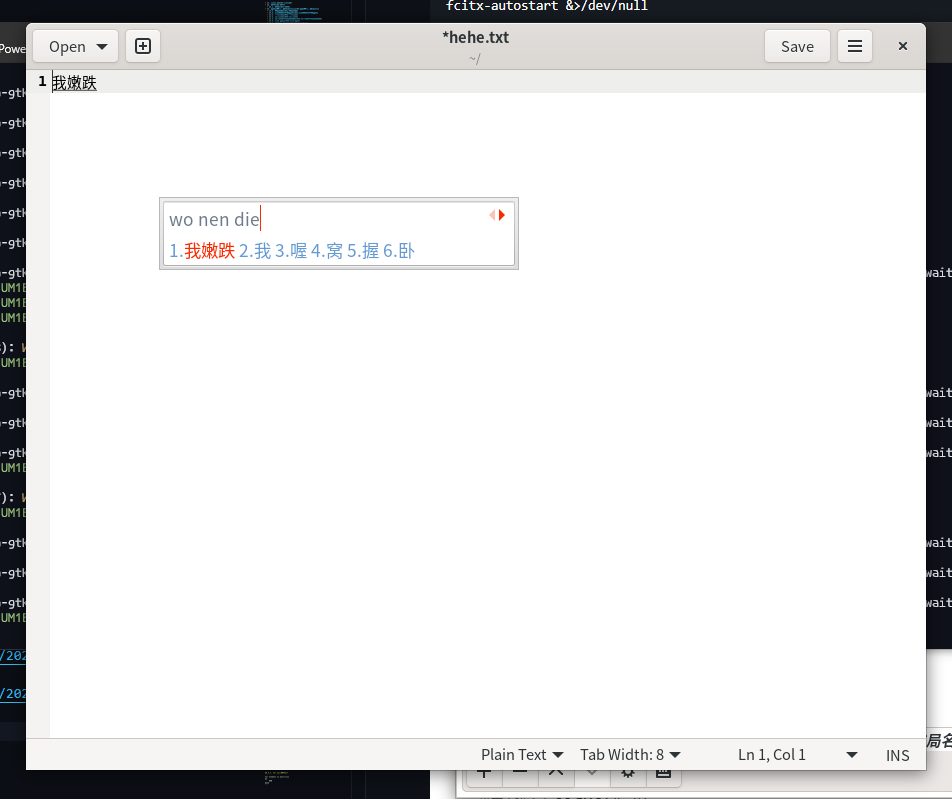 fcitx-autostart &>/dev/null
Powe
Open
*hehe.txt
~/
Save
1 我嫩跌
wo nen die
1.我嫩跌 2.我 3.喔 4.窝 5.握 6.卧
-gtk
-gtk
-gtk
-gtk
-gtk
-gtk
-gtk
wait
UM1E
UM1E
UM1E
): W
UM1E
-gtk
wait
-gtk
wait
-gtk
wait
UM1E
): W
UM1E
-gtk
wait
-gtk
wait
-gtk
wait
UM1E
/202
/202
局名
Plain Text
Tab Width: 8
Ln 1, Col 1
INS